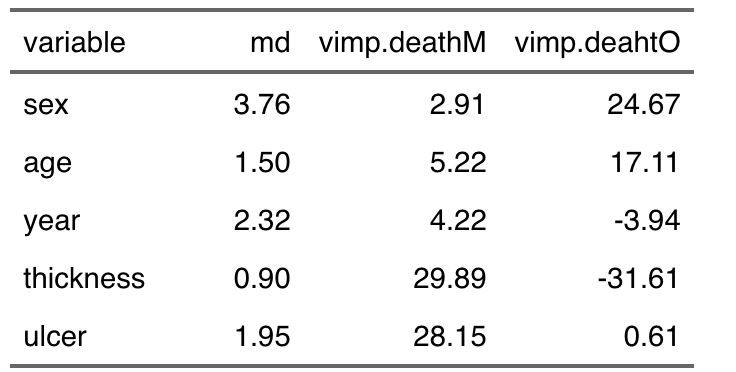 variable md vimp.deathM vimp.deahtO
sex 3.76 2.91 24.67
age 1.50 5.22 17.11
year 2.32 4.22 -3.94
thickness 0.90 29.89 -31.61
ulcer 1.95 28.15 0.61